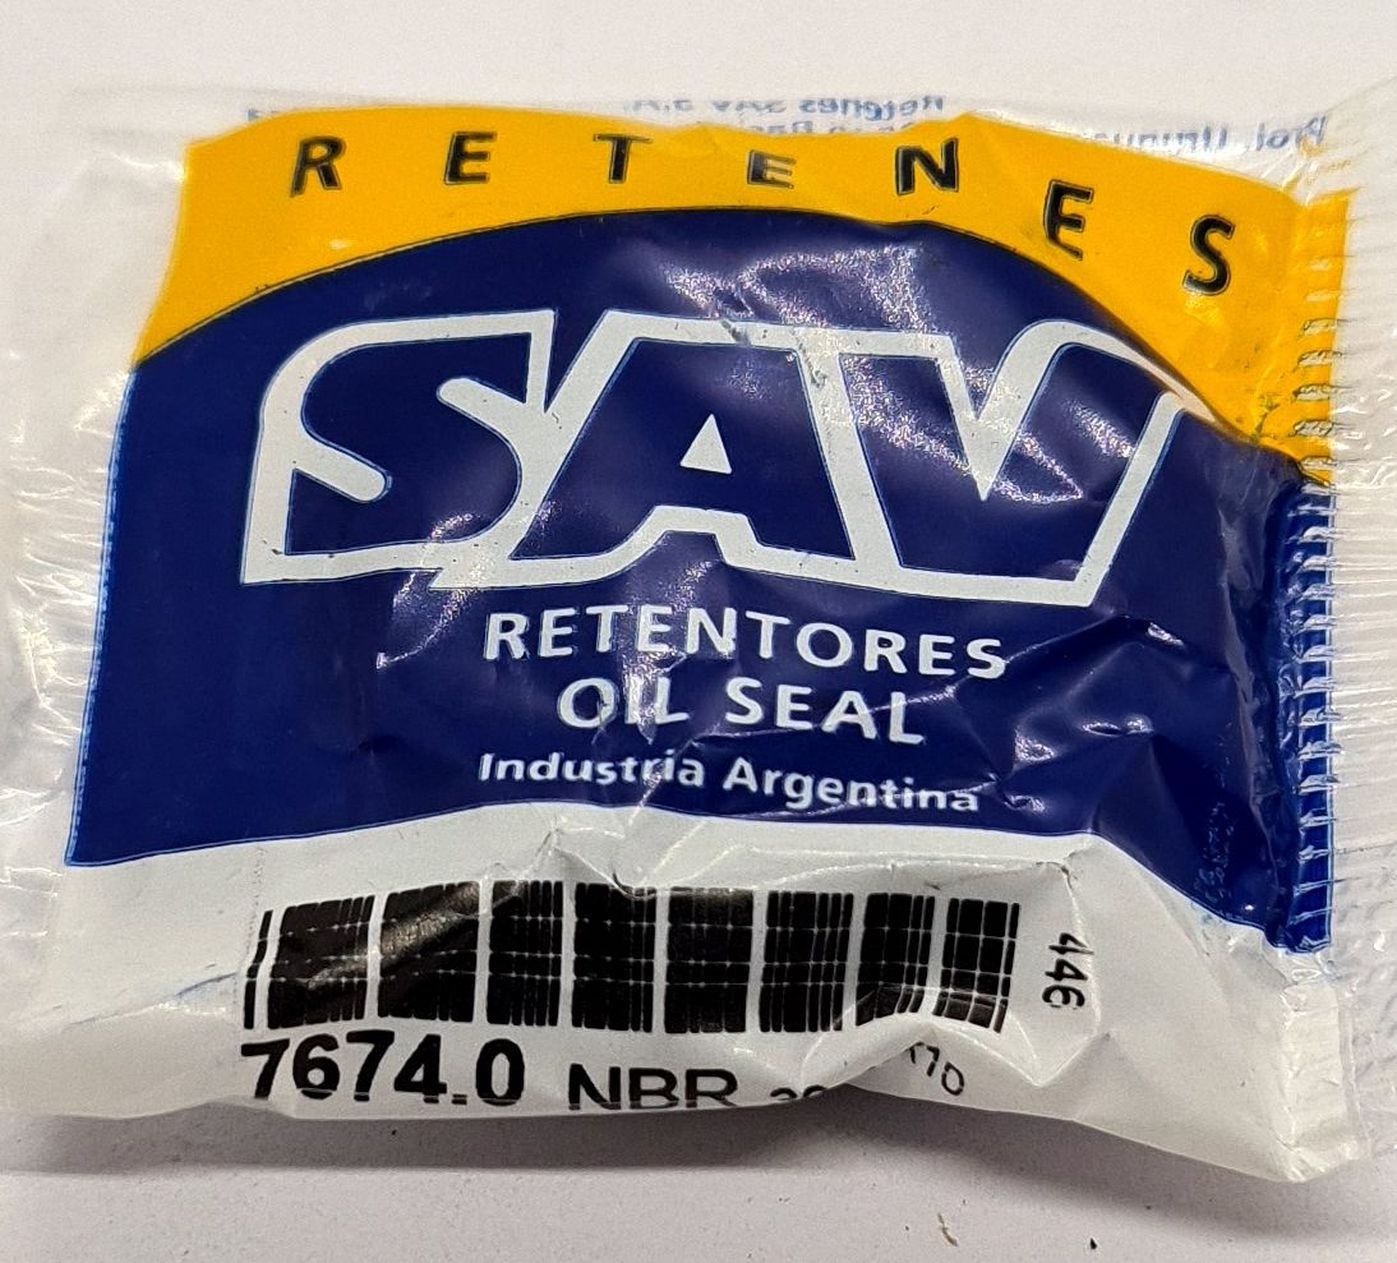 RETENES
SAV
RETENTORES
OIL SEAL
Industria Argentina
446
7674.0 NBR